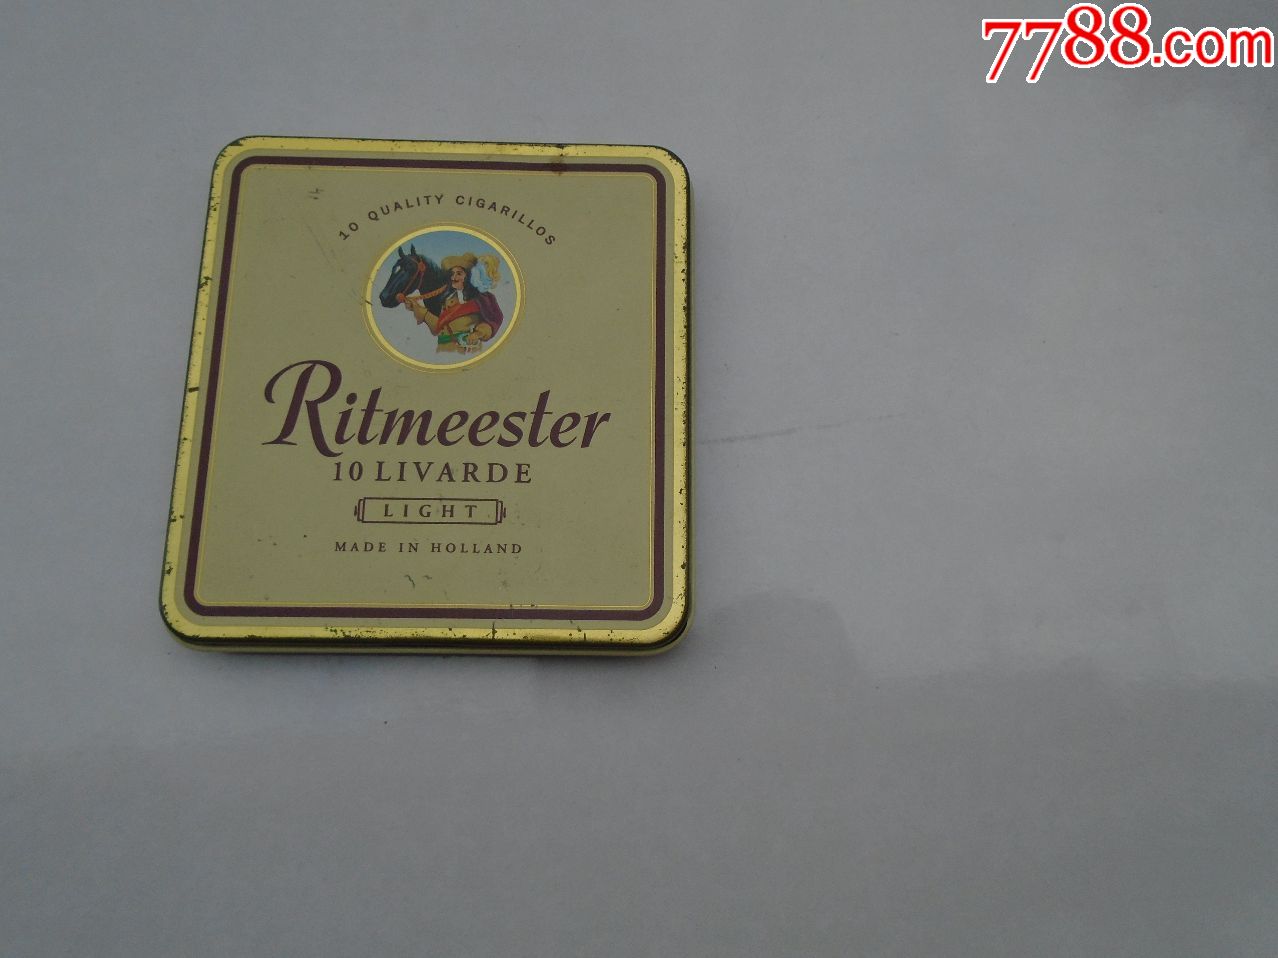 7788.com
10 QUALITY CIGARILLOS
Ritmeester
10 LIVARDE
LIGHT
MADE IN HOLLAND